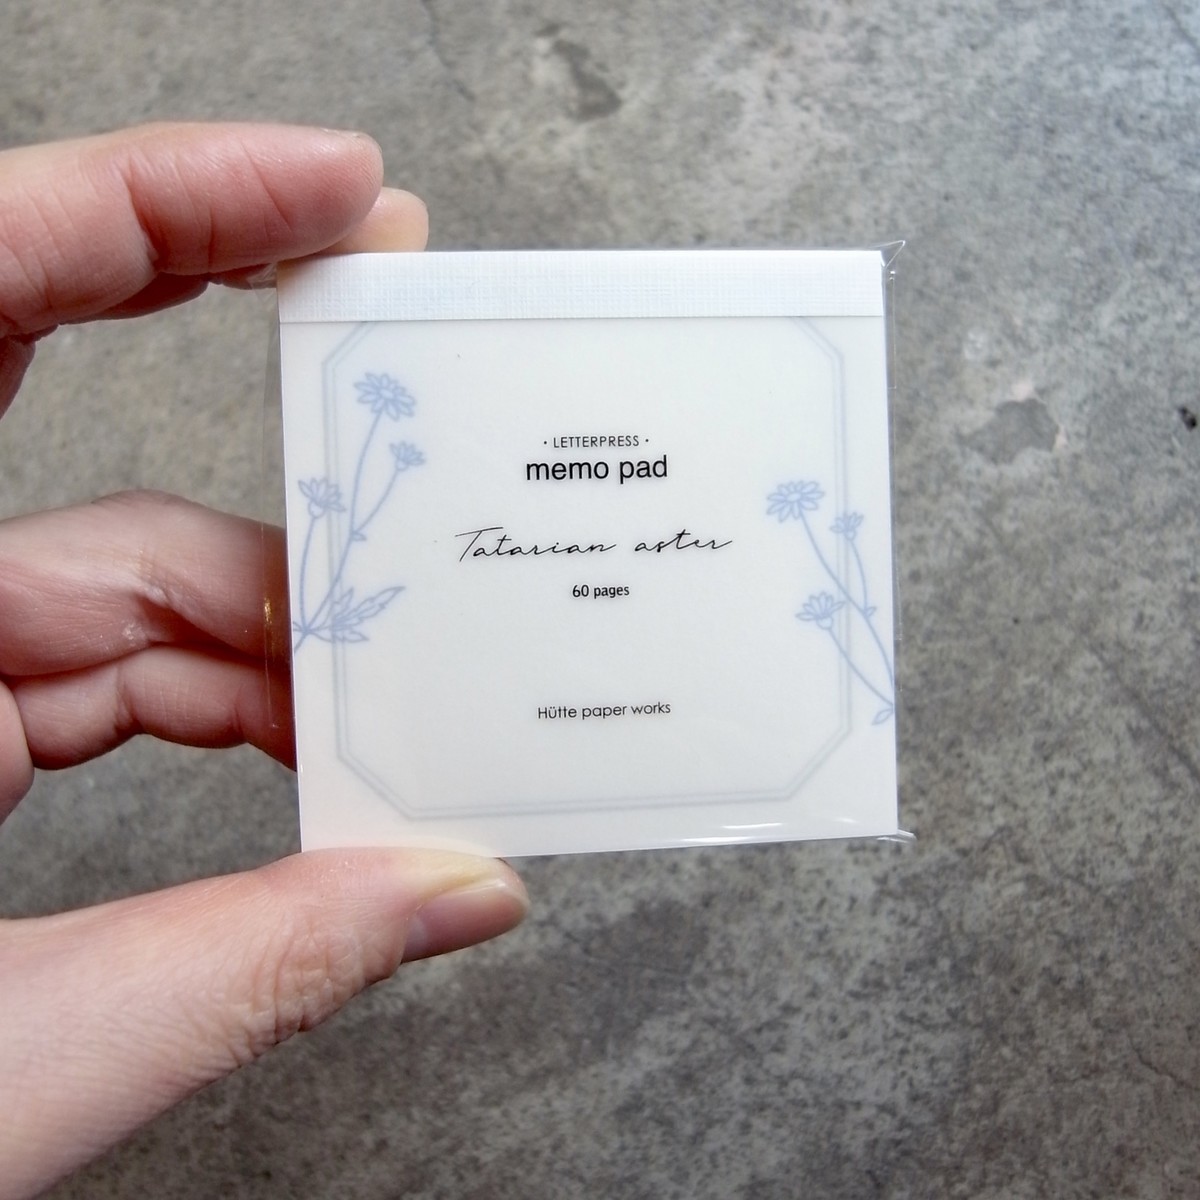 · LETTERPRESS ·
memo pad
Tatarian aster
60 pages
Hütte paper works